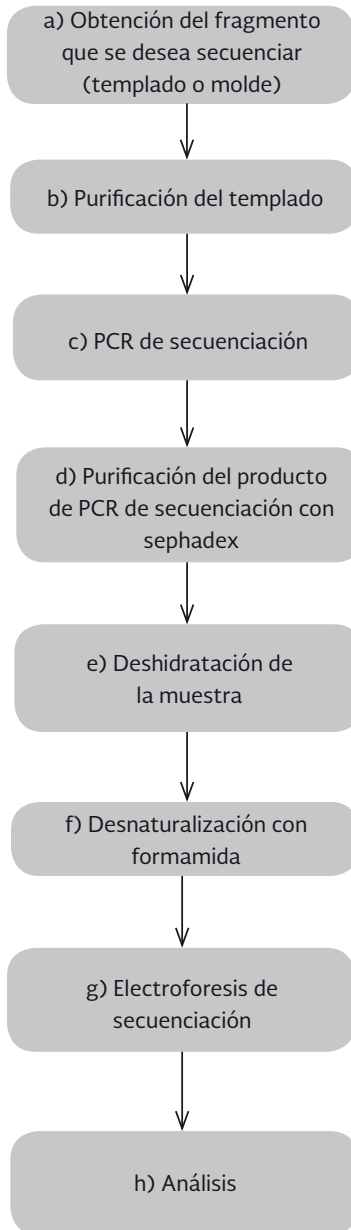 a) Obtención del fragmento
que se desea secuenciar
(templado o molde)
b) Purificación del templado
c) PCR de secuenciación
d) Purificación del producto
de PCR de secuenciación con
sephadex
e) Deshidratación de
la muestra
f) Desnaturalización con
formamida
g) Electroforesis de
secuenciación
h) Análisis